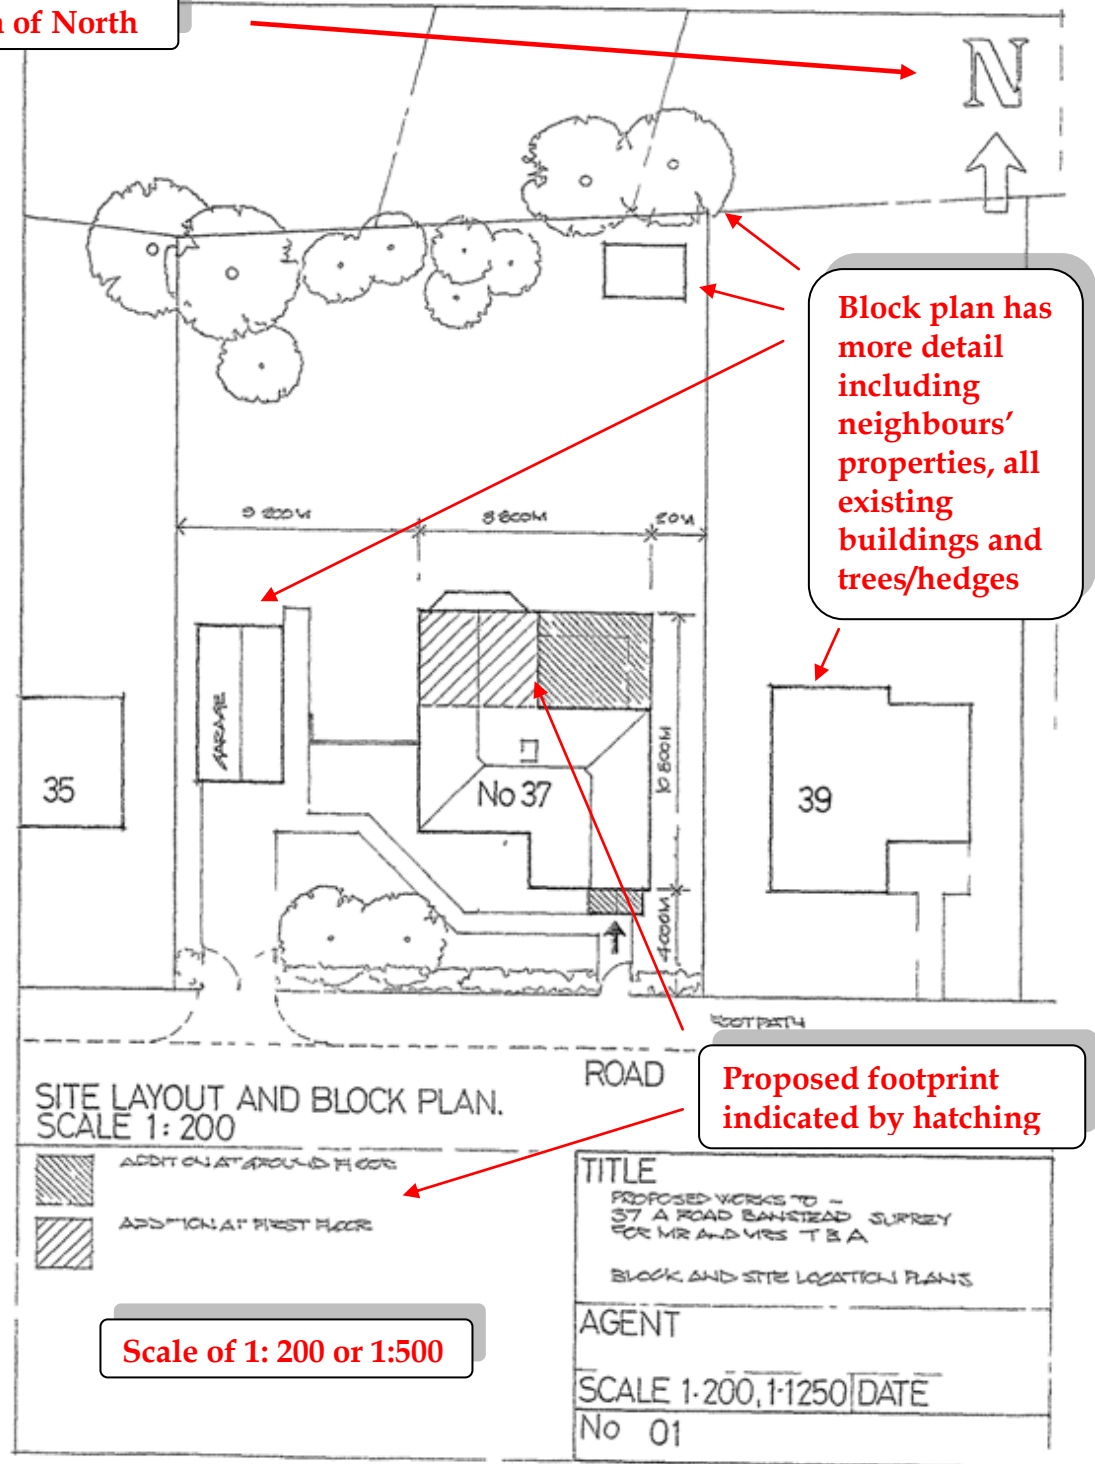 n of North
N
Block plan has
more detail
including
neighbours’
properties, all
existing
buildings and
trees/hedges
9 200M
8 800M
20M
GARAGE
35
No 37
10 800M
39
4000M
FOOTPATH
ROAD
Proposed footprint
indicated by hatching
SITE LAYOUT AND BLOCK PLAN.
SCALE 1: 200
ADDITION AT GROUND FLOOR
ADDITION AT FIRST FLOOR
TITLE
PROPOSED WORKS TO -
37 A ROAD BANSTEAD SURREY
FOR MR AND MRS T B A
BLOCK AND SITE LOCATION PLANS
Scale of 1: 200 or 1:500
AGENT
SCALE 1·200, 1·1250 DATE
No 01